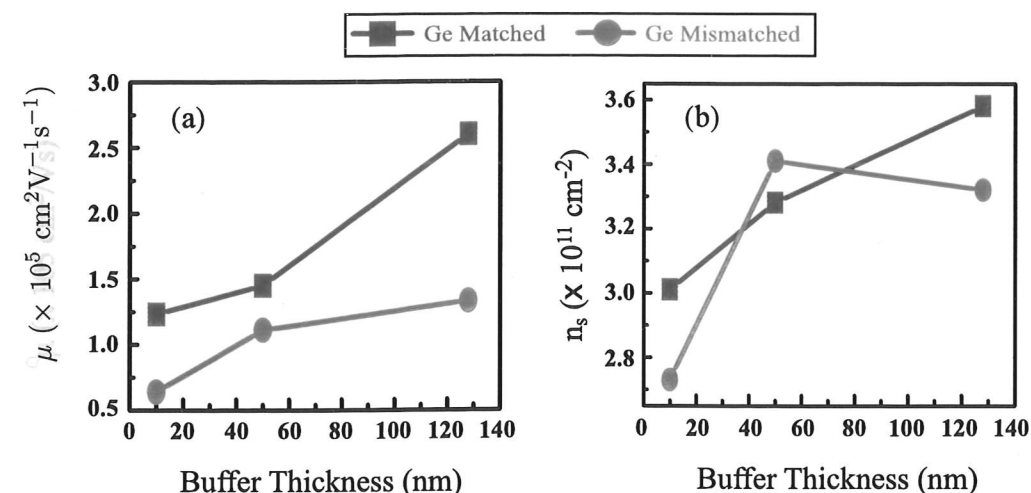 Ge Matched Ge Mismatched
(a)
3.0
2.5
2.0
1.5
1.0
0.5
0 20 40 60 80 100 120 140
μ (× 10⁵ cm²V⁻¹s⁻¹)
Buffer Thickness (nm)
(b)
3.6
3.4
3.2
3.0
2.8
0 20 40 60 80 100 120 140
nₛ (x 10¹¹ cm⁻²)
Buffer Thickness (nm)